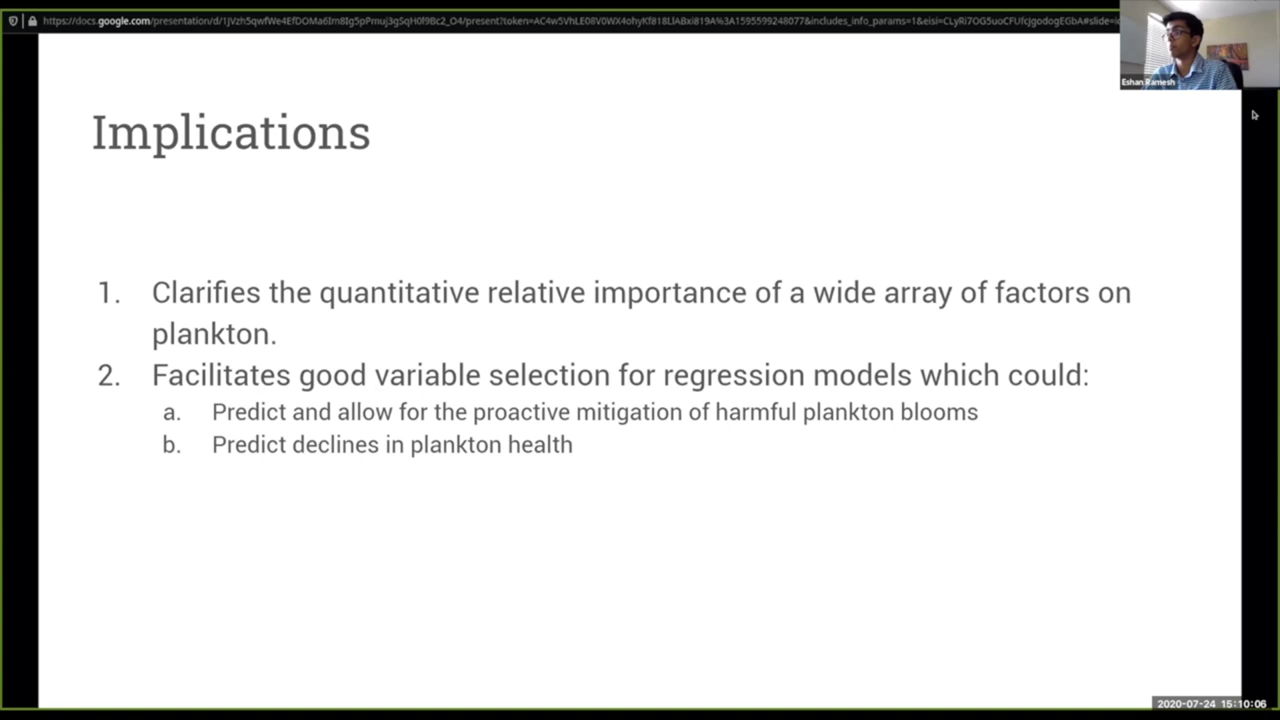 Eshan Ramesh
Implications
1. Clarifies the quantitative relative importance of a wide array of factors on
plankton.
2. Facilitates good variable selection for regression models which could:
a. Predict and allow for the proactive mitigation of harmful plankton blooms
b. Predict declines in plankton health
2020-07-24 15:10:06